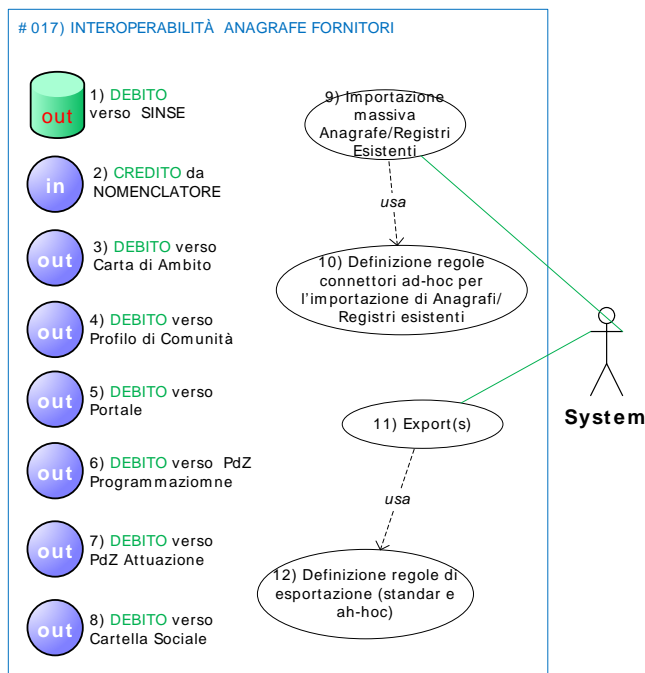 # 017) INTEROPERABILITÀ ANAGRAFE FORNITORI
out
1) DEBITO
verso SINSE
in
2) CREDITO da
NOMENCLATORE
out
3) DEBITO verso
Carta di Ambito
out
4) DEBITO verso
Profilo di Comunità
out
5) DEBITO verso
Portale
out
6) DEBITO verso PdZ
Programmaziomne
out
7) DEBITO verso
PdZ Attuazione
out
8) DEBITO verso
Cartella Sociale
9) Importazione
massiva
Anagrafe/Registri
Esistenti
usa
10) Definizione regole
connettori ad-hoc per
l'importazione di Anagrafi/
Registri esistenti
11) Export(s)
usa
12) Definizione regole di
esportazione (standar e
ah-hoc)
System